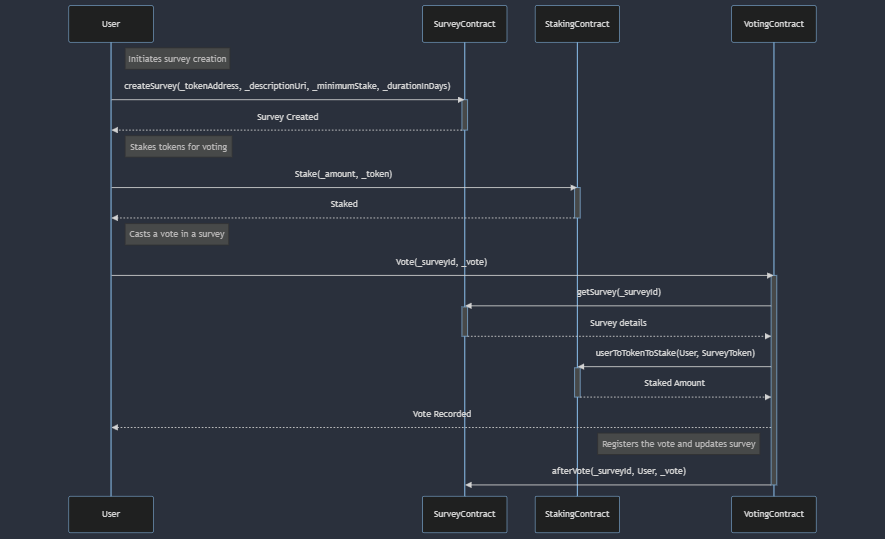 User SurveyContract StakingContract VotingContract
Initiates survey creation
createSurvey(_tokenAddress, _descriptionUri, _minimumStake, _durationInDays)
Survey Created
Stakes tokens for voting
Stake(_amount, _token)
Staked
Casts a vote in a survey
Vote(_surveyId, _vote)
getSurvey(_surveyId)
Survey details
userToTokenToStake(User, SurveyToken)
Staked Amount
Vote Recorded
Registers the vote and updates survey
afterVote(_surveyId, User, _vote)
User SurveyContract StakingContract VotingContract